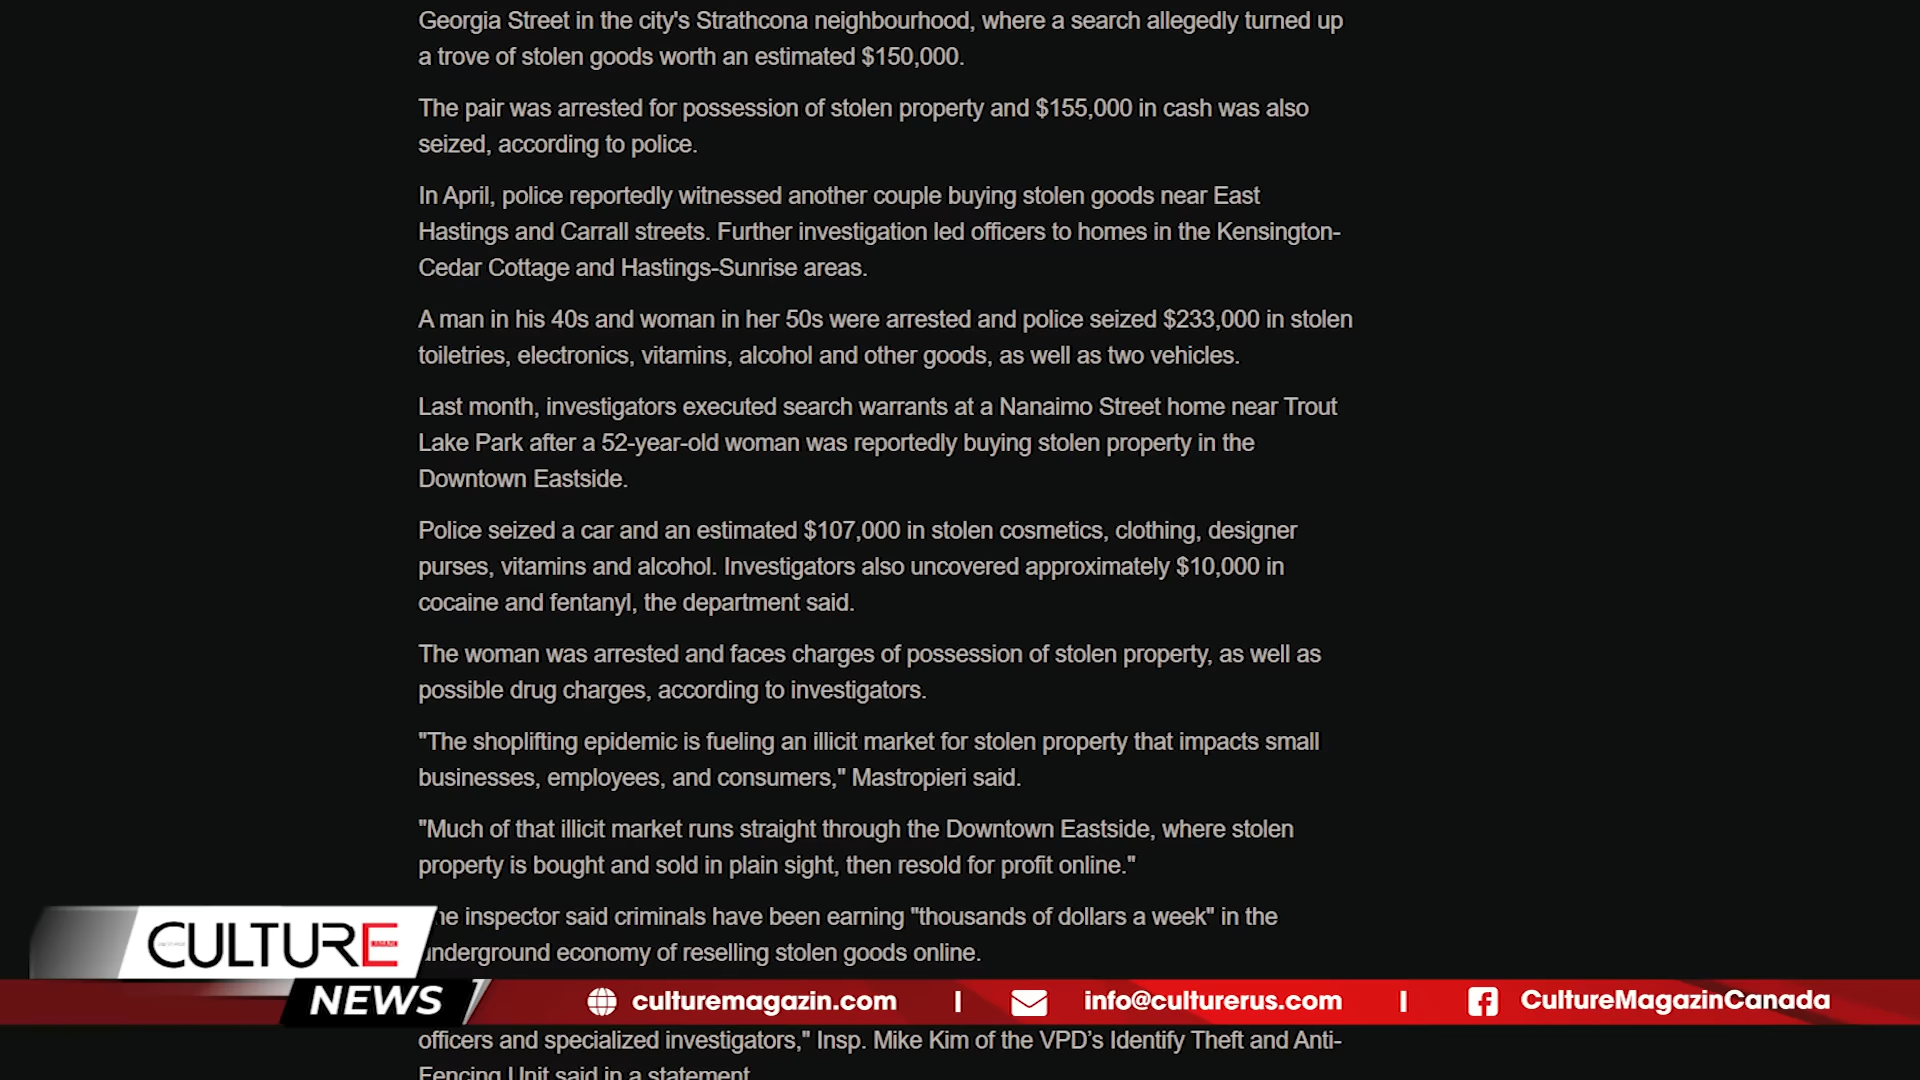 Georgia Street in the city's Strathcona neighbourhood, where a search allegedly turned up
a trove of stolen goods worth an estimated $150,000.
The pair was arrested for possession of stolen property and $155,000 in cash was also
seized, according to police.
In April, police reportedly witnessed another couple buying stolen goods near East
Hastings and Carrall streets. Further investigation led officers to homes in the Kensington-
Cedar Cottage and Hastings-Sunrise areas.
A man in his 40s and woman in her 50s were arrested and police seized $233,000 in stolen
toiletries, electronics, vitamins, alcohol and other goods, as well as two vehicles.
Last month, investigators executed search warrants at a Nanaimo Street home near Trout
Lake Park after a 52-year-old woman was reportedly buying stolen property in the
Downtown Eastside.
Police seized a car and an estimated $107,000 in stolen cosmetics, clothing, designer
purses, vitamins and alcohol. Investigators also uncovered approximately $10,000 in
cocaine and fentanyl, the department said.
The woman was arrested and faces charges of possession of stolen property, as well as
possible drug charges, according to investigators.
"The shoplifting epidemic is fueling an illicit market for stolen property that impacts small
businesses, employees, and consumers," Mastropieri said.
"Much of that illicit market runs straight through the Downtown Eastside, where stolen
property is bought and sold in plain sight, then resold for profit online."
he inspector said criminals have been earning "thousands of dollars a week" in the
underground economy of reselling stolen goods online.
CULTURE
NEWS
culturemagazin.com | info@culturerus.com | CultureMagazinCanada
officers and specialized investigators," Insp. Mike Kim of the VPD’s Identify Theft and Anti-
Fencing Unit said in a statement.